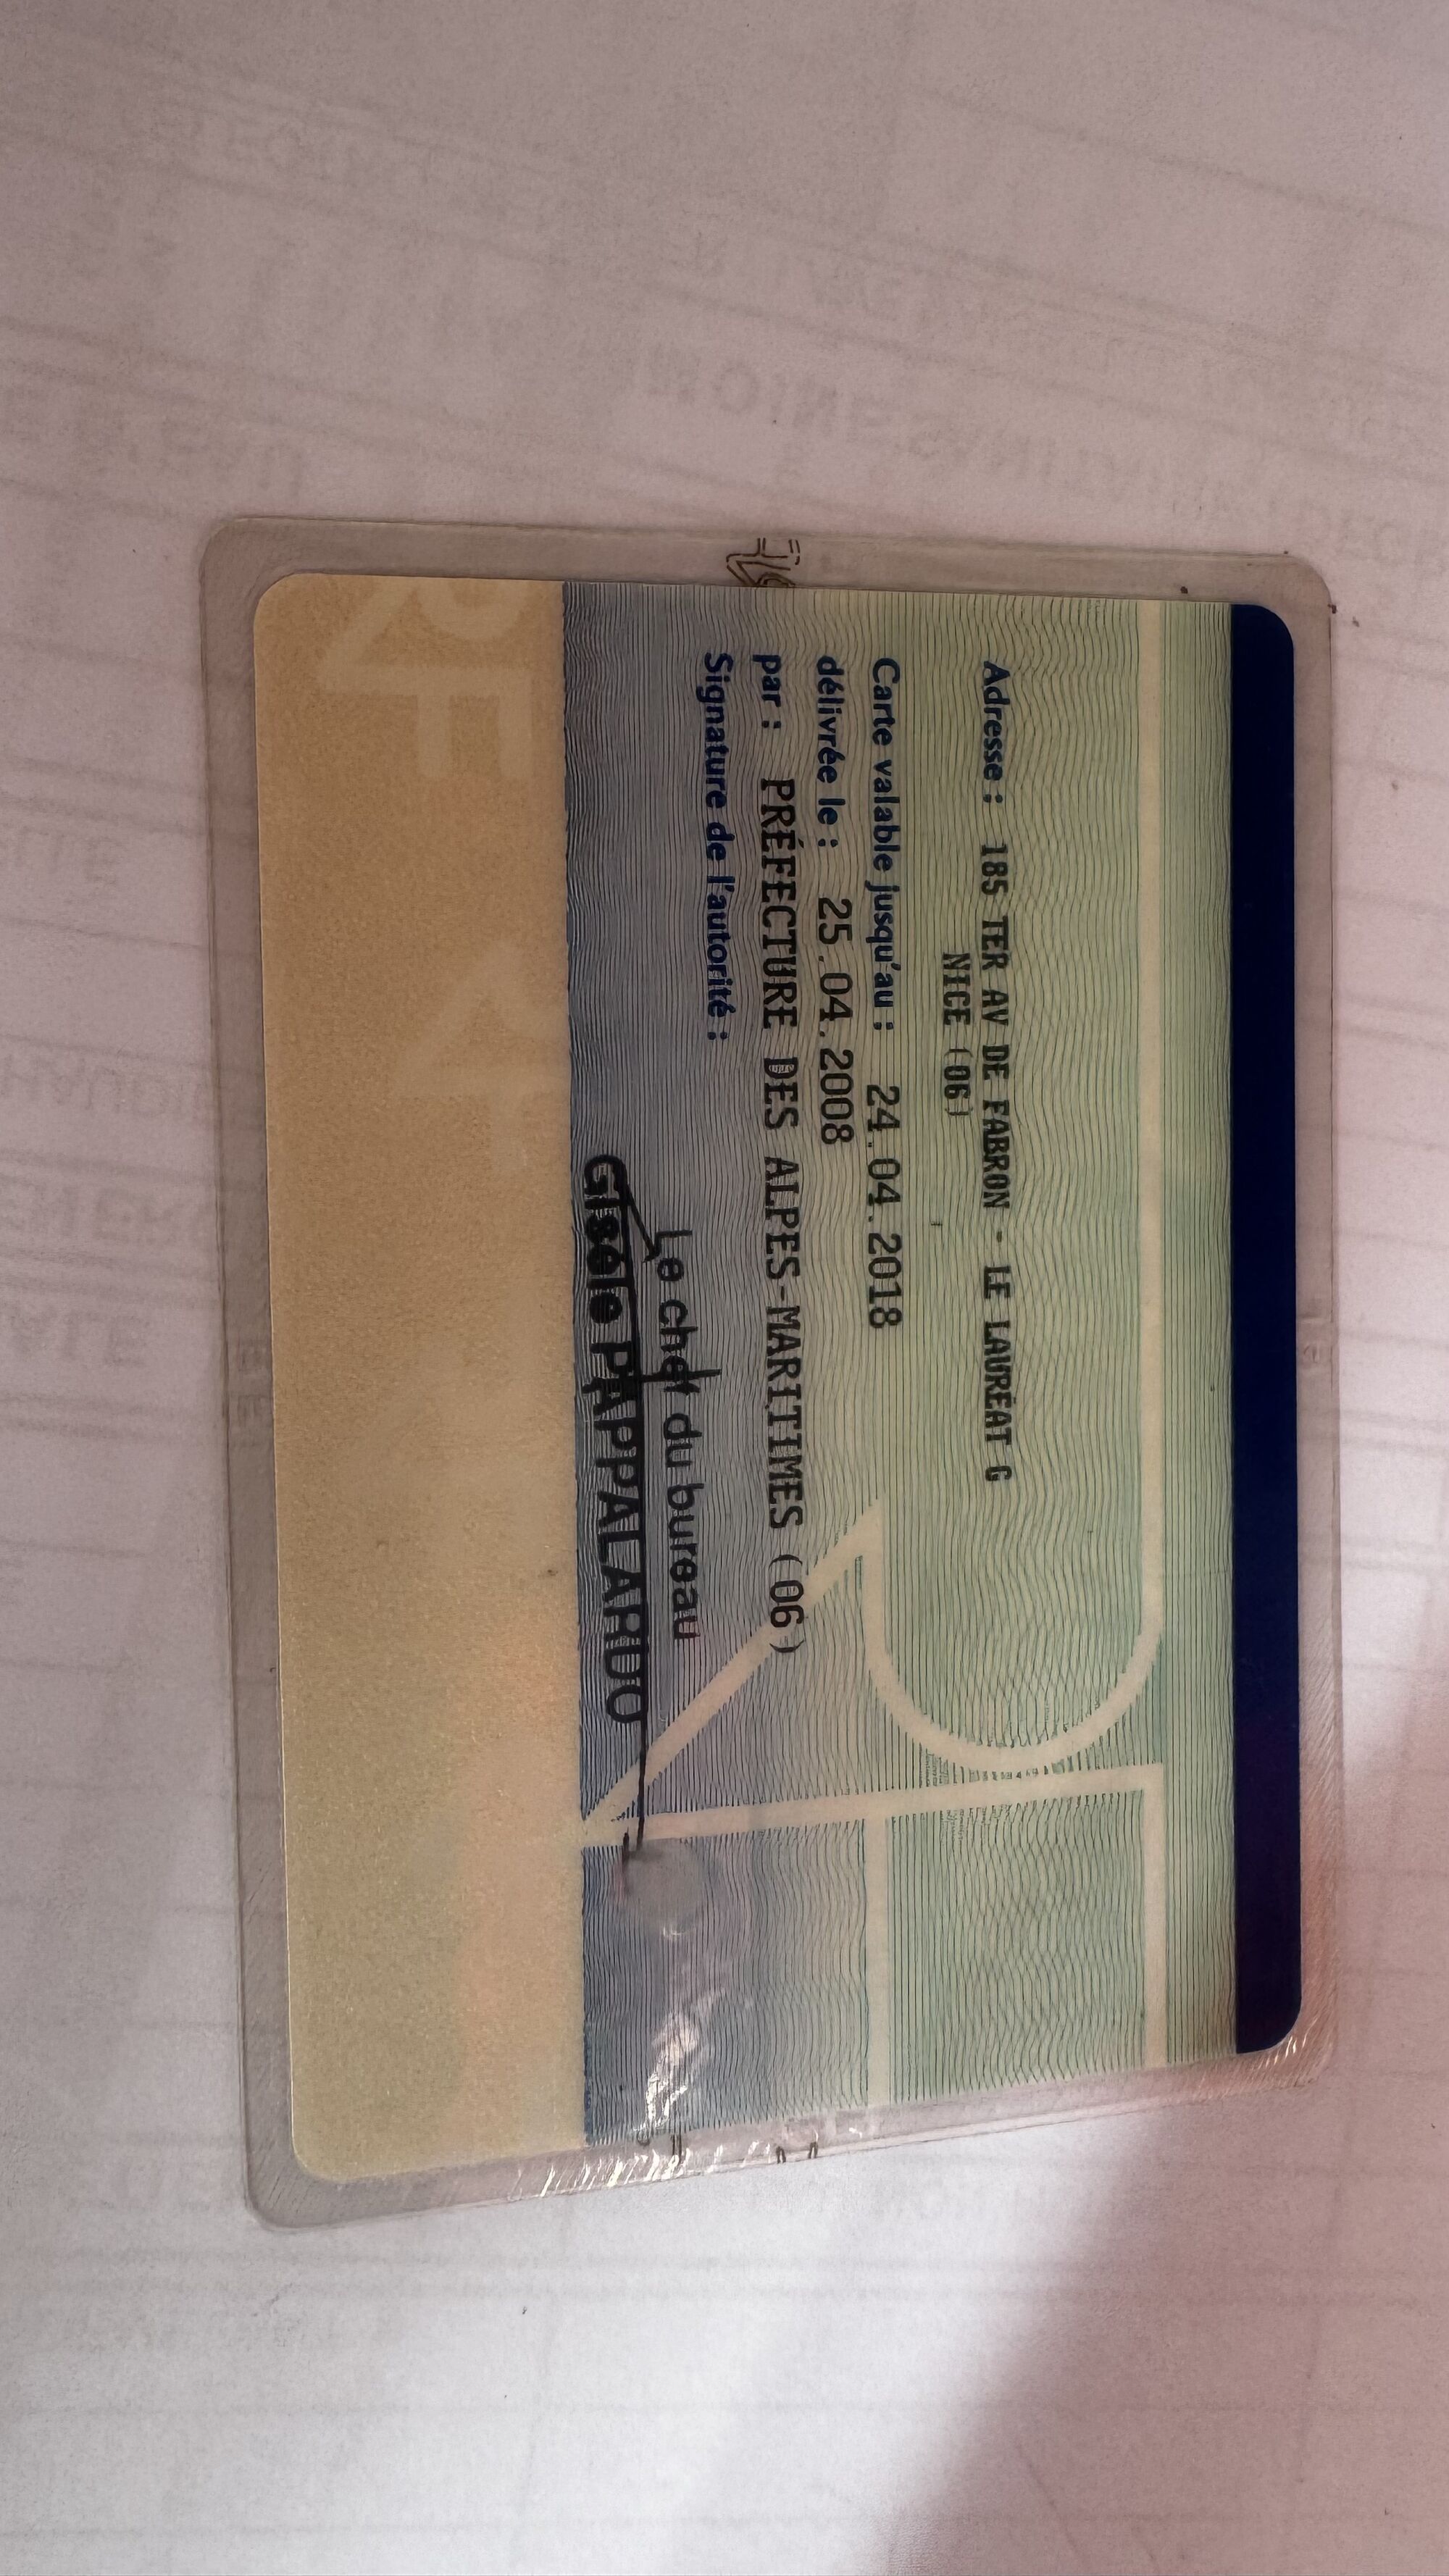 Adresse : 185 TER AV DE FABRON - LE LAURÉAT G
NICE (06)
Carte valable jusqu'au : 24.04.2018
délivrée le : 25.04.2008
par : PRÉFECTURE DES ALPES-MARITIMES (06)
Signature de l'autorité :
Le chef du bureau
Gisèle PAPPALARDO
RF